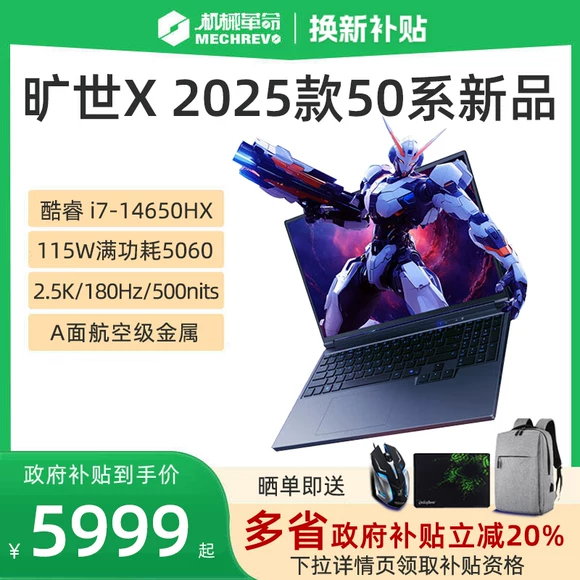 机械革命
MECHREVO
换新补贴
旷世X 2025款50系新品
酷睿 i7-14650HX
115W满功耗5060
2.5K/180Hz/500nits
A面航空级金属
政府补贴到手价
¥5999起
晒单即送
多省政府补贴立减20%
下拉详情页领取补贴资格